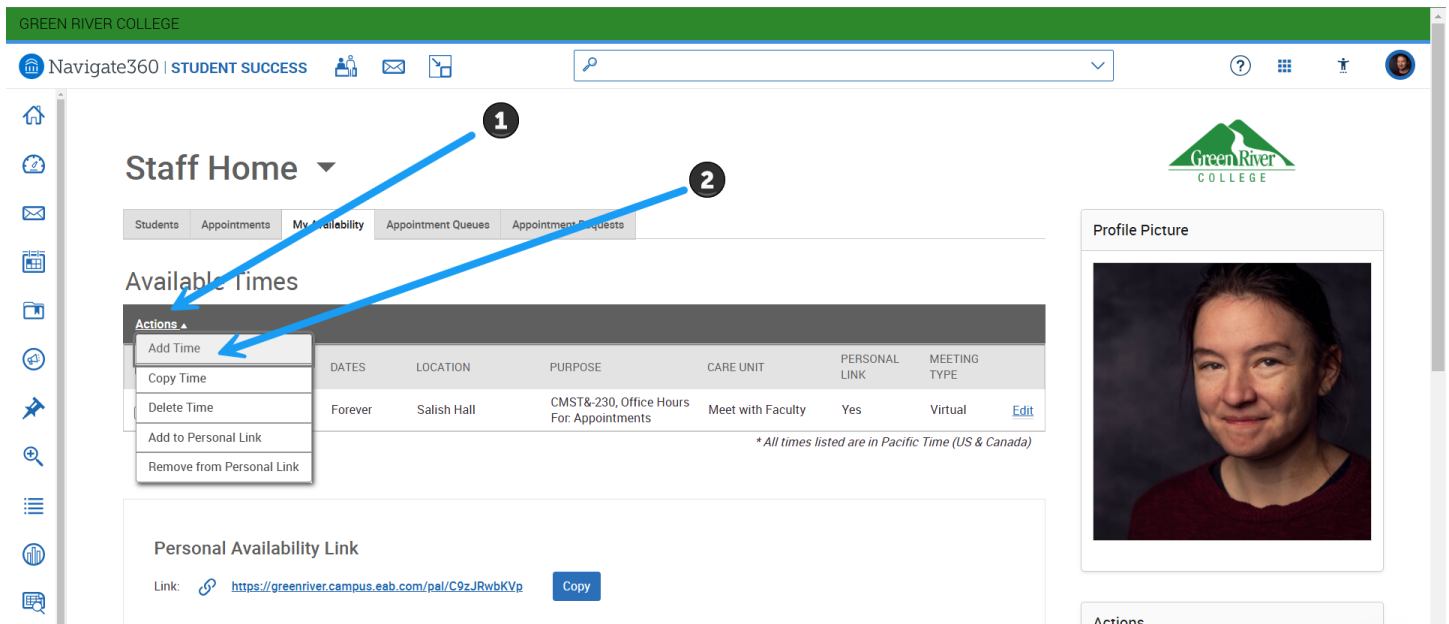 GREEN RIVER COLLEGE
Navigate360 | STUDENT SUCCESS
?
1
Staff Home
2
Green River
COLLEGE
Students Appointments My Availability Appointment Queues Appointment Requests
Profile Picture
Available Times
Actions
Add Time
Copy Time
Delete Time
Add to Personal Link
Remove from Personal Link
DATES LOCATION PURPOSE CARE UNIT PERSONAL LINK MEETING TYPE
Forever Salish Hall CMST&-230, Office Hours Meet with Faculty Yes Virtual Edit
For: Appointments
* All times listed are in Pacific Time (US & Canada)
Personal Availability Link
Link: https://greenriver.campus.eab.com/pal/C9zJRwbKVp Copy
Actions